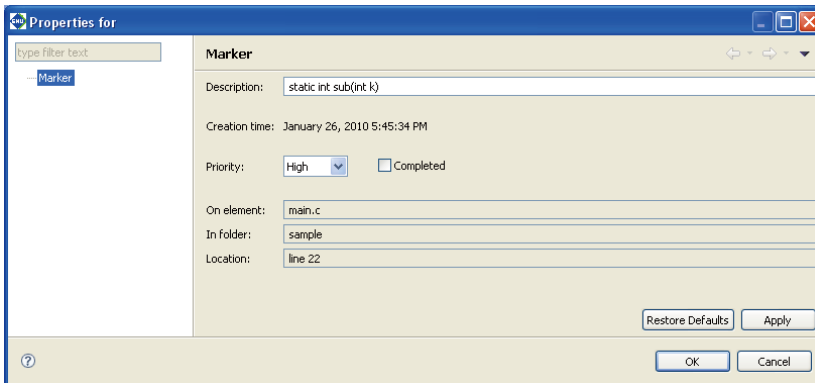 GNU Properties for
type filter text
Marker
Marker
Description: static int sub(int k)
Creation time: January 26, 2010 5:45:34 PM
Priority: High Completed
On element: main.c
In folder: sample
Location: line 22
Restore Defaults Apply
? OK Cancel